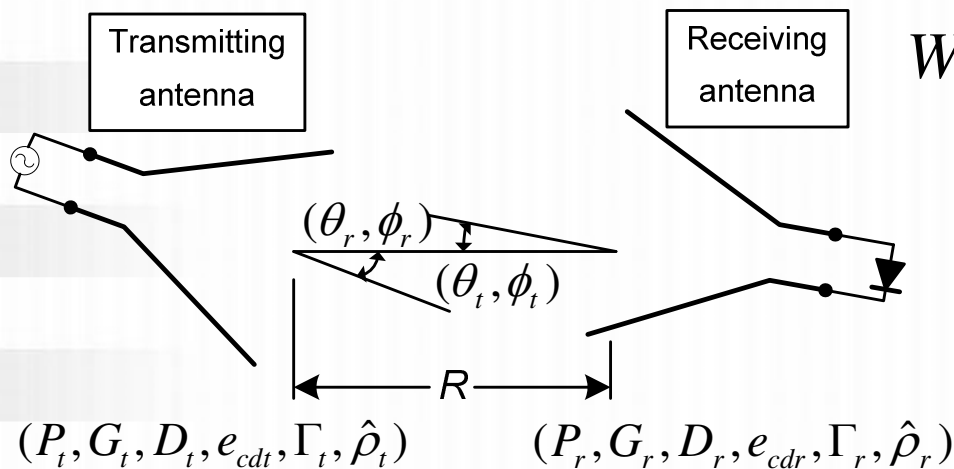 Transmitting
antenna
Receiving
antenna
W
(θ_r, ϕ_r)
(θ_t, ϕ_t)
R
(P_t, G_t, D_t, e_cdt, Γ_t, ρ̂_t)
(P_r, G_r, D_r, e_cdr, Γ_r, ρ̂_r)